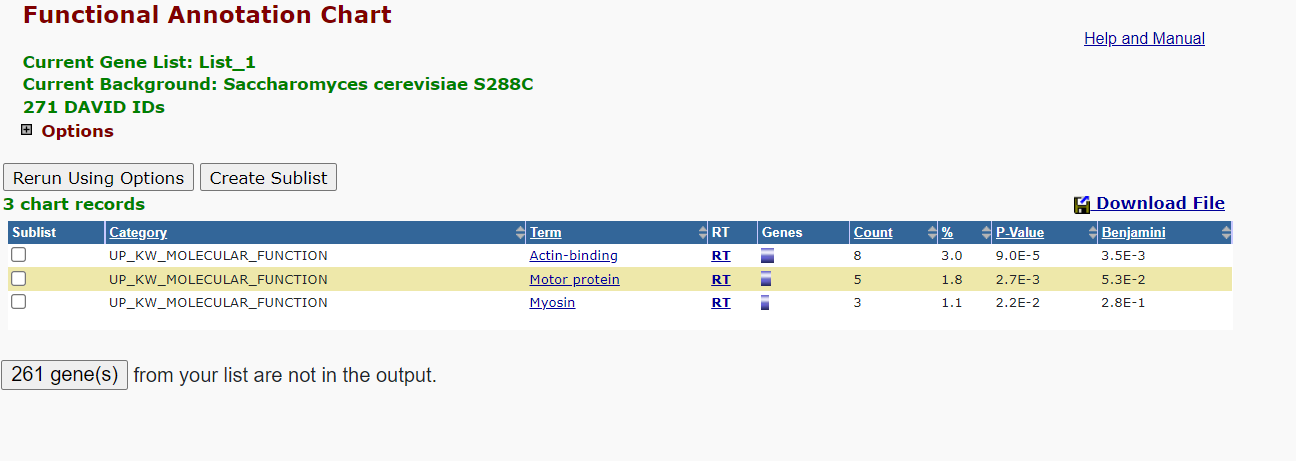 Functional Annotation Chart
Help and Manual
Current Gene List: List_1
Current Background: Saccharomyces cerevisiae S288C
271 DAVID IDs
Options
Rerun Using Options Create Sublist
3 chart records Download File
Sublist Category Term RT Genes Count % P-Value Benjamini
UP_KW_MOLECULAR_FUNCTION Actin-binding RT 8 3.0 9.0E-5 3.5E-3
UP_KW_MOLECULAR_FUNCTION Motor protein RT 5 1.8 2.7E-3 5.3E-2
UP_KW_MOLECULAR_FUNCTION Myosin RT 3 1.1 2.2E-2 2.8E-1
261 gene(s) from your list are not in the output.